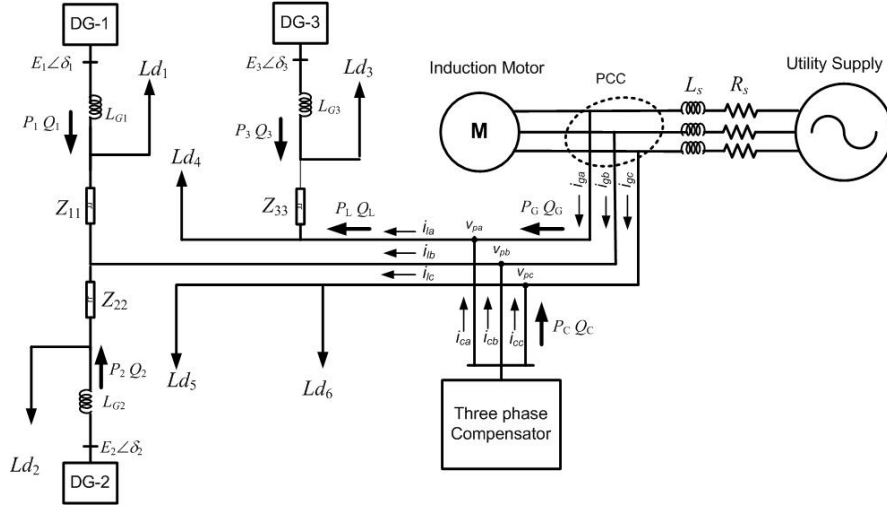 DG-1
E₁∠δ₁
Ld₁
L_G1
P₁ Q₁
Z₁₁
Z₂₂
P₂ Q₂
L_G2
Ld₂
E₂∠δ₂
DG-2
DG-3
E₃∠δ₃
Ld₃
L_G3
P₃ Q₃
Ld₄
Z₃₃
P_L Q_L
i_la
i_lb
i_lc
Ld₅
Ld₆
Induction Motor
M
PCC
L_s
R_s
Utility Supply
i_ga
i_gb
i_gc
P_G Q_G
v_pa
v_pb
v_pc
i_ca
i_cb
i_cc
P_C Q_C
Three phase
Compensator